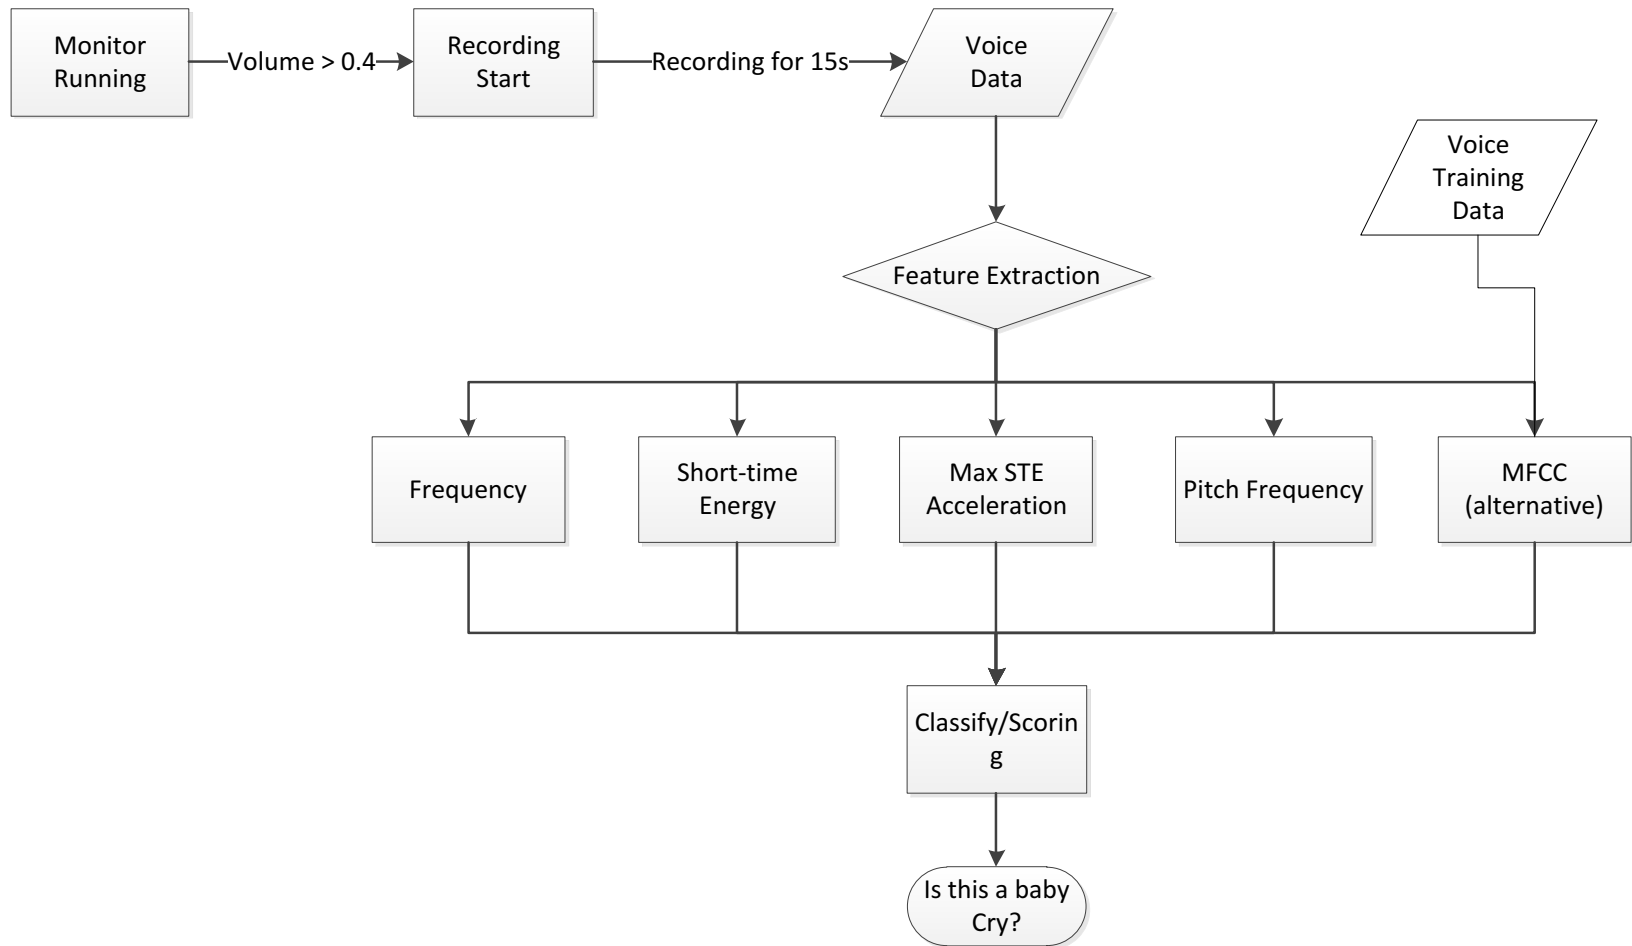 Monitor
Running
Volume > 0.4
Recording
Start
Recording for 15s
Voice
Data
Voice
Training
Data
Feature Extraction
Frequency
Short-time
Energy
Max STE
Acceleration
Pitch Frequency
MFCC
(alternative)
Classify/Scorin
g
Is this a baby
Cry?